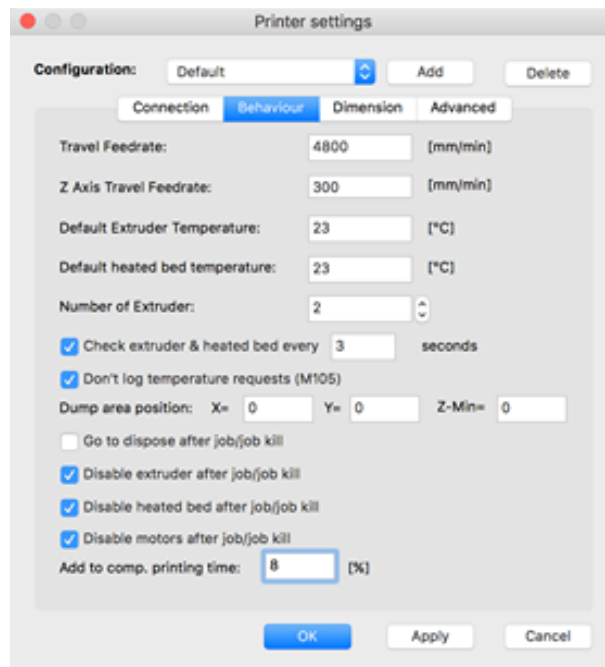 Printer settings
Configuration: Default Add Delete
Connection Behaviour Dimension Advanced
Travel Feedrate: 4800 [mm/min]
Z Axis Travel Feedrate: 300 [mm/min]
Default Extruder Temperature: 23 [°C]
Default heated bed temperature: 23 [°C]
Number of Extruder: 2
Check extruder & heated bed every 3 seconds
Don't log temperature requests (M105)
Dump area position: X= 0 Y= 0 Z-Min= 0
Go to dispose after job/job kill
Disable extruder after job/job kill
Disable heated bed after job/job kill
Disable motors after job/job kill
Add to comp. printing time: 8 [%]
OK Apply Cancel